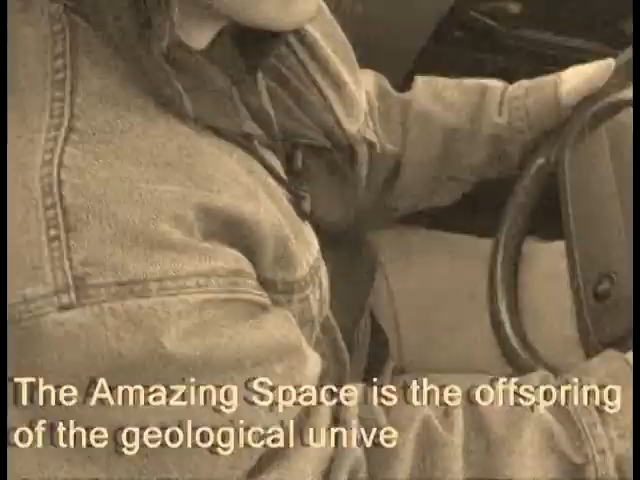 The Amazing Space is the offspring
of the geological unive